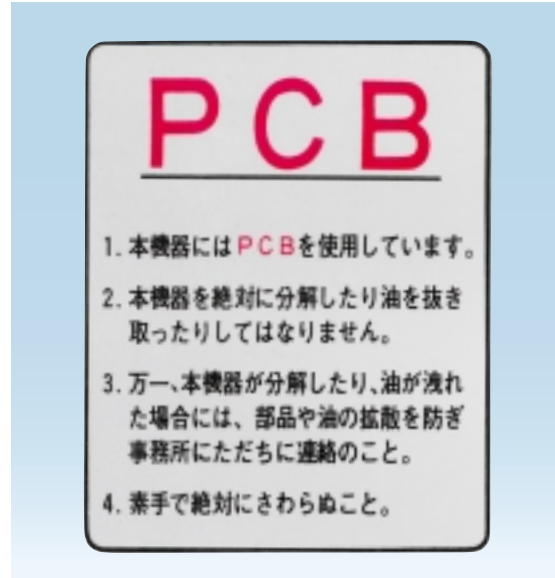 PCB
1. 本機器にはPCBを使用しています。
2. 本機器を絶対に分解したり油を抜き
取ったりしてはなりません。
3. 万一、本機器が分解したり、油が洩れ
た場合には、部品や油の拡散を防ぎ
事務所にただちに連絡のこと。
4. 素手で絶対にさわらぬこと。